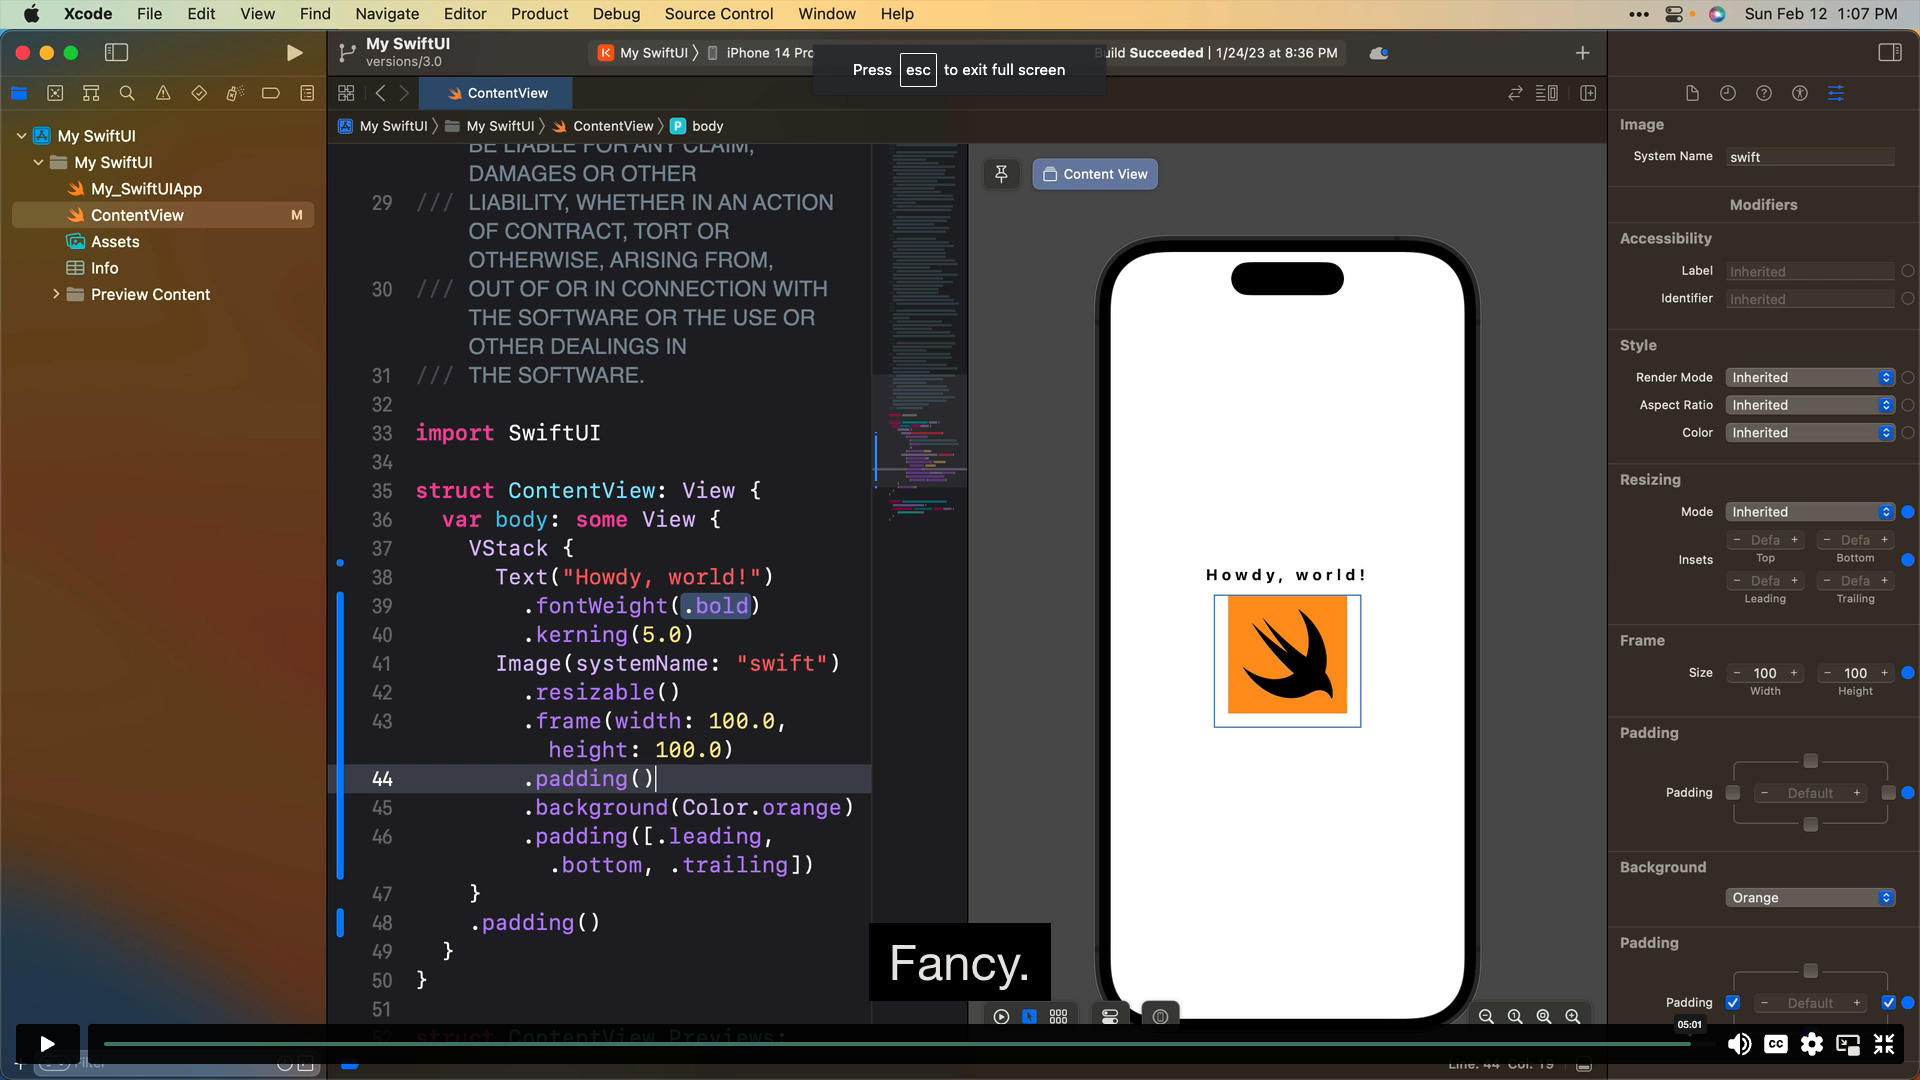 Xcode File Edit View Find Navigate Editor Product Debug Source Control Window Help
Sun Feb 12 1:07 PM
My SwiftUI
versions/3.0
My SwiftUI
iPhone 14 Pro
Build Succeeded | 1/24/23 at 8:36 PM
Press esc to exit full screen
ContentView
My SwiftUI
My SwiftUI
ContentView
body
My SwiftUI
My SwiftUI
My_SwiftUIApp
ContentView M
Assets
Info
Preview Content
BE LIABLE FOR ANY CLAIM,
DAMAGES OR OTHER
29 /// LIABILITY, WHETHER IN AN ACTION
OF CONTRACT, TORT OR
OTHERWISE, ARISING FROM,
30 /// OUT OF OR IN CONNECTION WITH
THE SOFTWARE OR THE USE OR
OTHER DEALINGS IN
31 /// THE SOFTWARE.
32
33 import SwiftUI
34
35 struct ContentView: View {
36 var body: some View {
37 VStack {
38 Text("Howdy, world!")
39 .fontWeight(.bold)
40 .kerning(5.0)
41 Image(systemName: "swift")
42 .resizable()
43 .frame(width: 100.0,
height: 100.0)
44 .padding()
45 .background(Color.orange)
46 .padding([.leading,
.bottom, .trailing])
47 }
48 .padding()
49 }
50 }
51
52 struct ContentView_Previews:
Content View
Howdy, world!
Fancy.
Image
System Name swift
Modifiers
Accessibility
Label Inherited
Identifier Inherited
Style
Render Mode Inherited
Aspect Ratio Inherited
Color Inherited
Resizing
Mode Inherited
Insets
- Defa + - Defa +
Top Bottom
- Defa + - Defa +
Leading Trailing
Frame
Size - 100 + - 100 +
Width Height
Padding
Padding - Default +
Background
Orange
Padding
Padding - Default +
05:01
CC
Filter
Line: 44 Col: 19